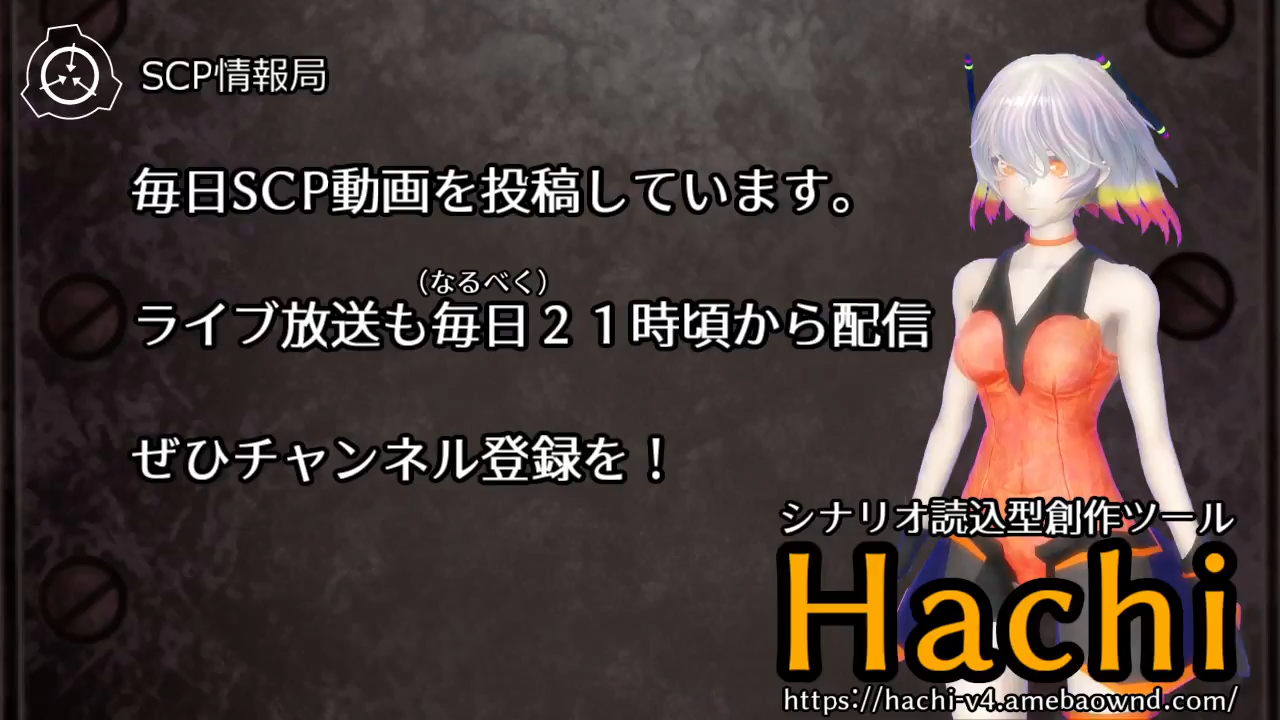 SCP情報局
毎日SCP動画を投稿しています。
（なるべく）
ライブ放送も毎日２１時頃から配信
ぜひチャンネル登録を！
シナリオ読込型創作ツール
Hachi
https://hachi-v4.amebaownd.com/